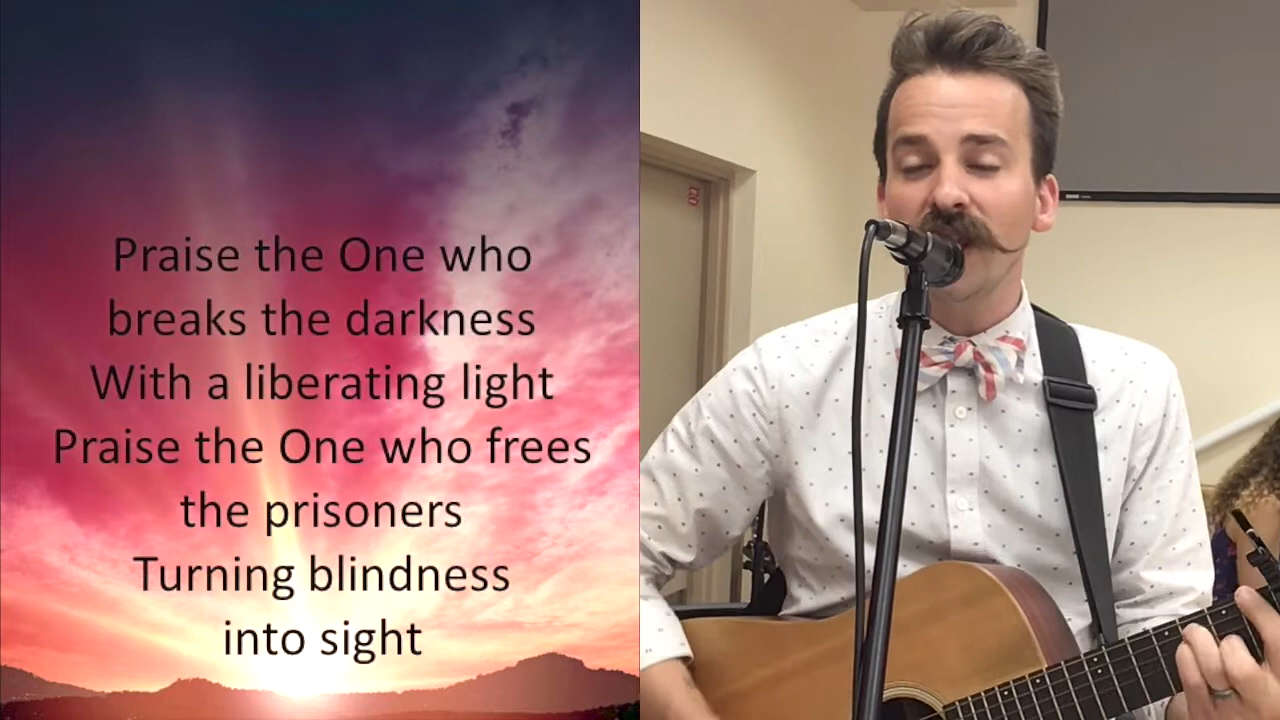 Praise the One who
breaks the darkness
With a liberating light
Praise the One who frees
the prisoners
Turning blindness
into sight